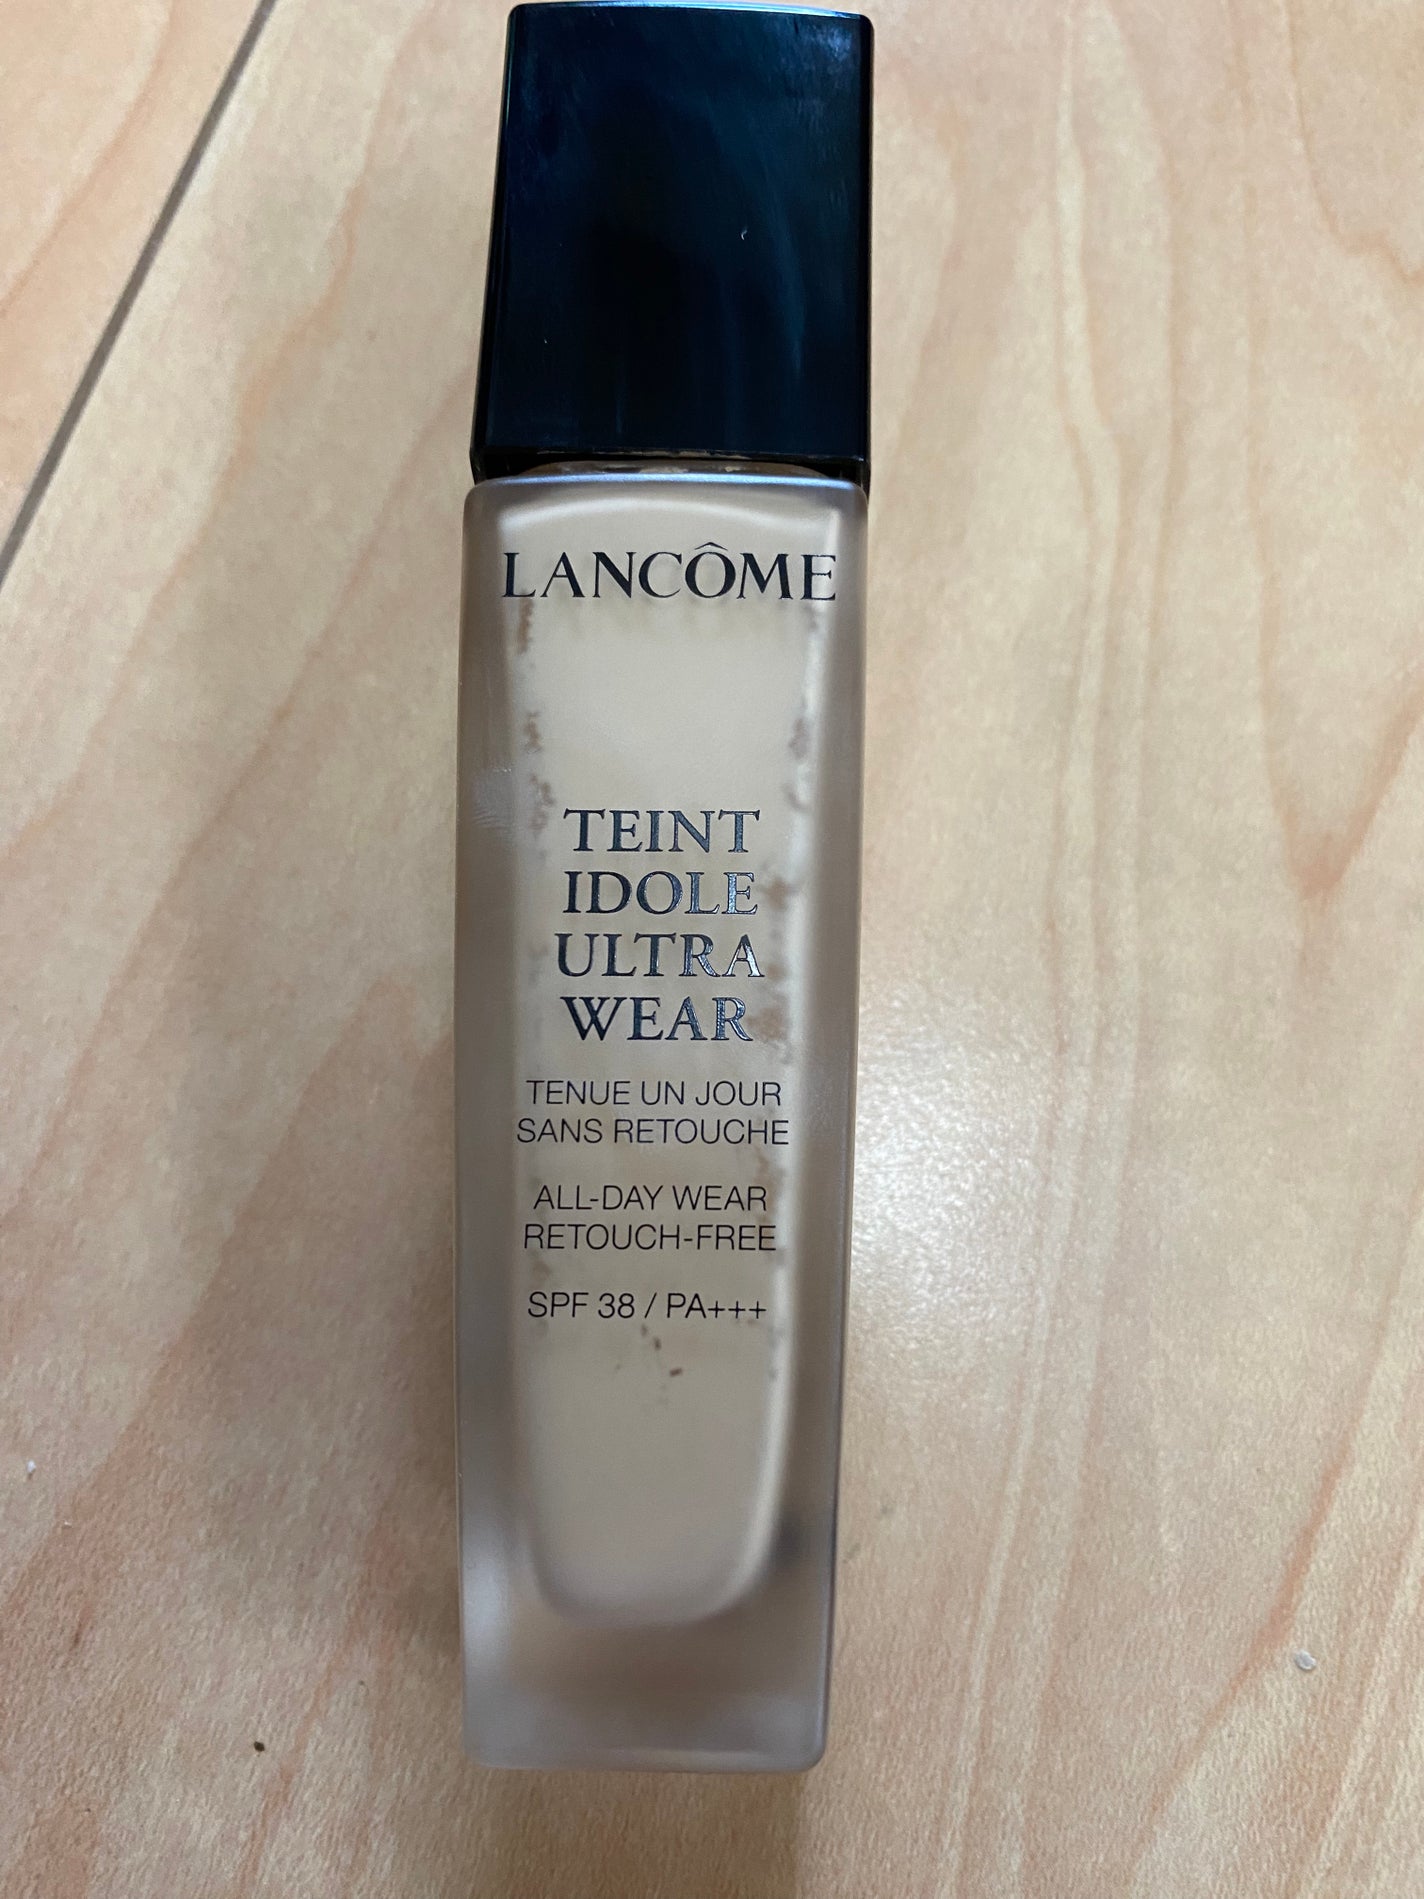 LANCÔME
TEINT
IDOLE
ULTRA
WEAR
TENUE UN JOUR
SANS RETOUCHE
ALL-DAY WEAR
RETOUCH-FREE
SPF 38 / PA+++